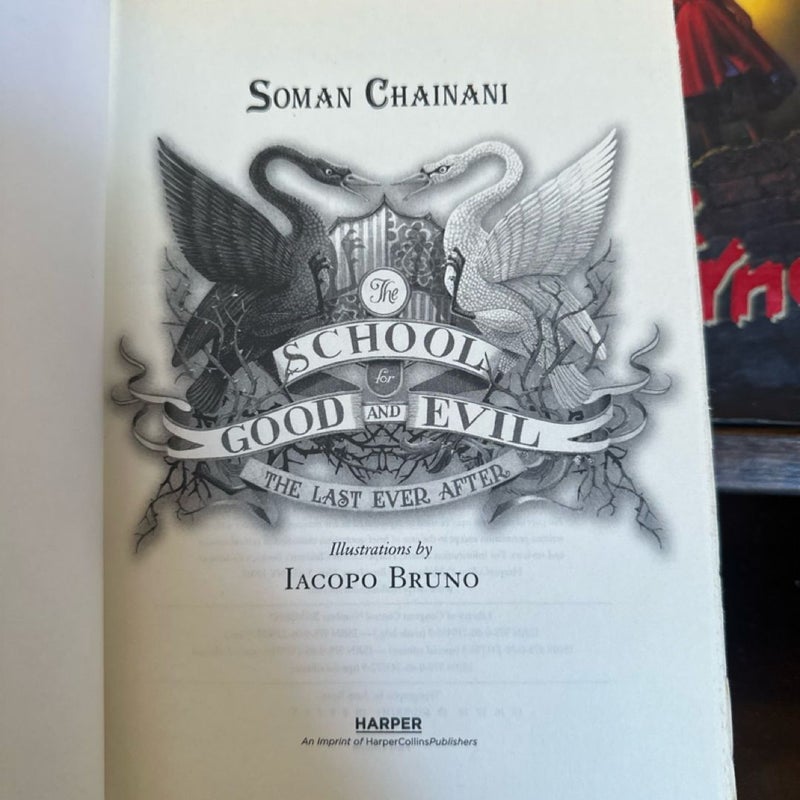 SOMAN CHAINANI
The
SCHOOL
for
GOOD AND EVIL
THE LAST EVER AFTER
Illustrations by
IACOPO BRUNO
HARPER
An Imprint of HarperCollinsPublishers